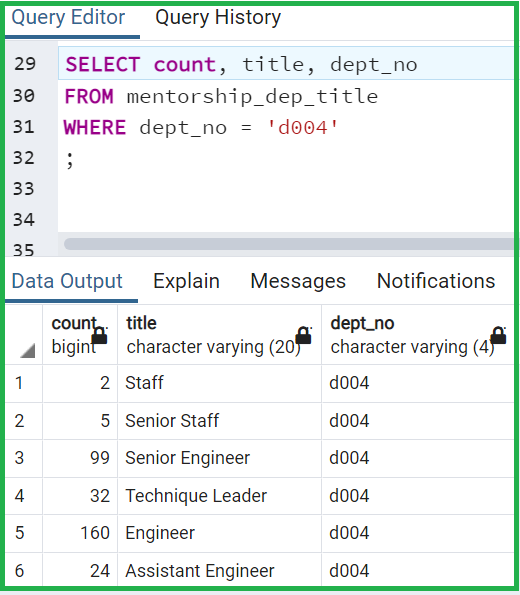 Query Editor Query History
29 SELECT count, title, dept_no
30 FROM mentorship_dep_title
31 WHERE dept_no = 'd004'
32 ;
33
34
35
Data Output Explain Messages Notifications
count title dept_no
bigint character varying (20) character varying (4)
1 2 Staff d004
2 5 Senior Staff d004
3 99 Senior Engineer d004
4 32 Technique Leader d004
5 160 Engineer d004
6 24 Assistant Engineer d004